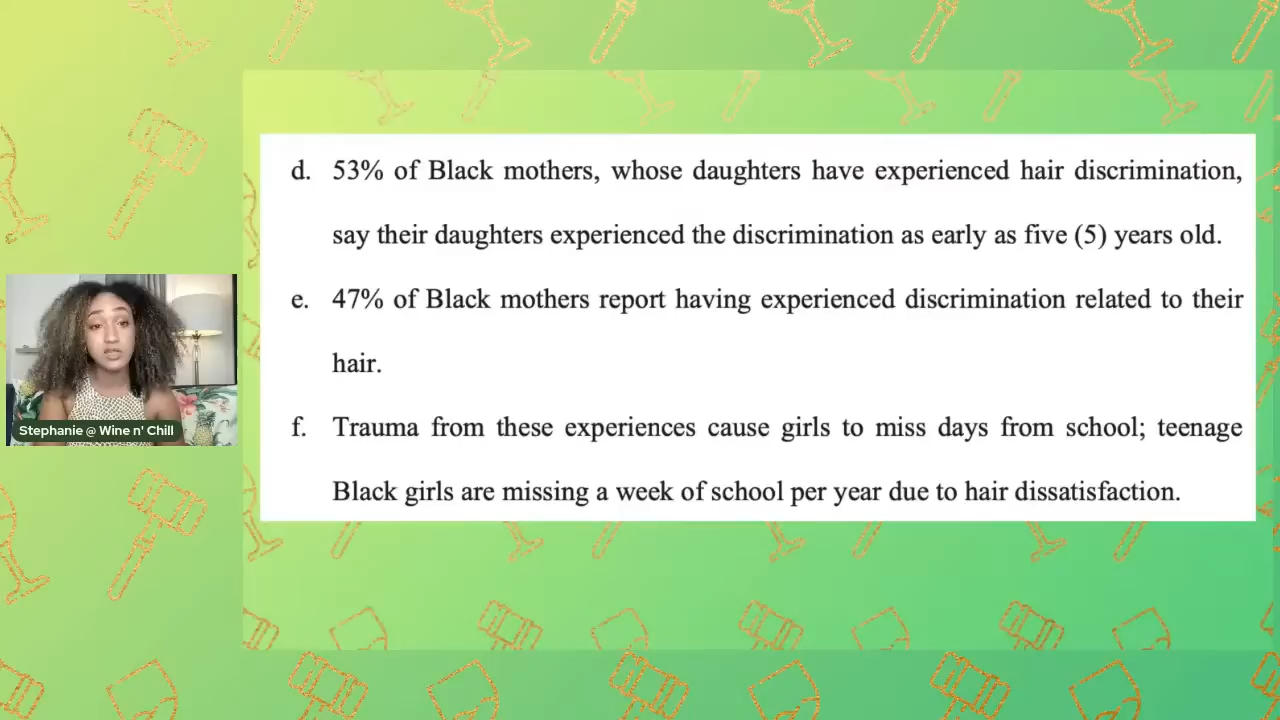 d. 53% of Black mothers, whose daughters have experienced hair discrimination,
say their daughters experienced the discrimination as early as five (5) years old.
e. 47% of Black mothers report having experienced discrimination related to their
hair.
f. Trauma from these experiences cause girls to miss days from school; teenage
Black girls are missing a week of school per year due to hair dissatisfaction.
Stephanie @ Wine n' Chill